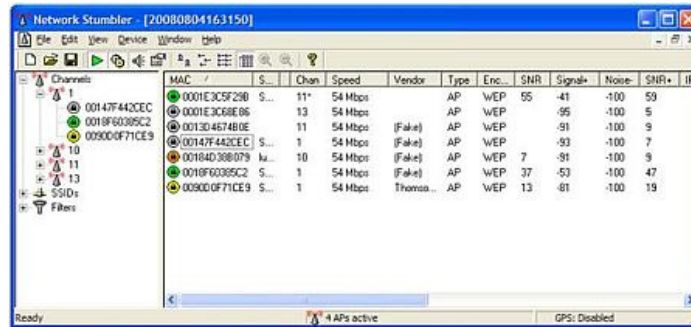 Network Stumbler - [20080804163150]
File Edit View Device Window Help
Channels
1
00147F442CEC
0018F60385C2
0090D0F71CE9
10
11
13
SSIDs
Filters
MAC / S... Chan Speed Vendor Type Enc... SNR Signal+ Noise- SNR+
0001E3C5F29B S... 11* 54 Mbps AP WEP 55 -41 -100 59
0001E3C68E86 13 54 Mbps AP WEP -95 -100 5
0013D4674B0E 11 54 Mbps (Fake) AP WEP -91 -100 9
00147F442CEC S... 1 54 Mbps (Fake) AP WEP -93 -100 7
00184D38B079 10 54 Mbps (Fake) AP WEP 7 -91 -100 9
0018F60385C2 S... 1 54 Mbps (Fake) AP WEP 37 -53 -100 47
0090D0F71CE9 S... 1 54 Mbps Thomso... AP WEP 13 -81 -100 19
Ready 4 APs active GPS: Disabled